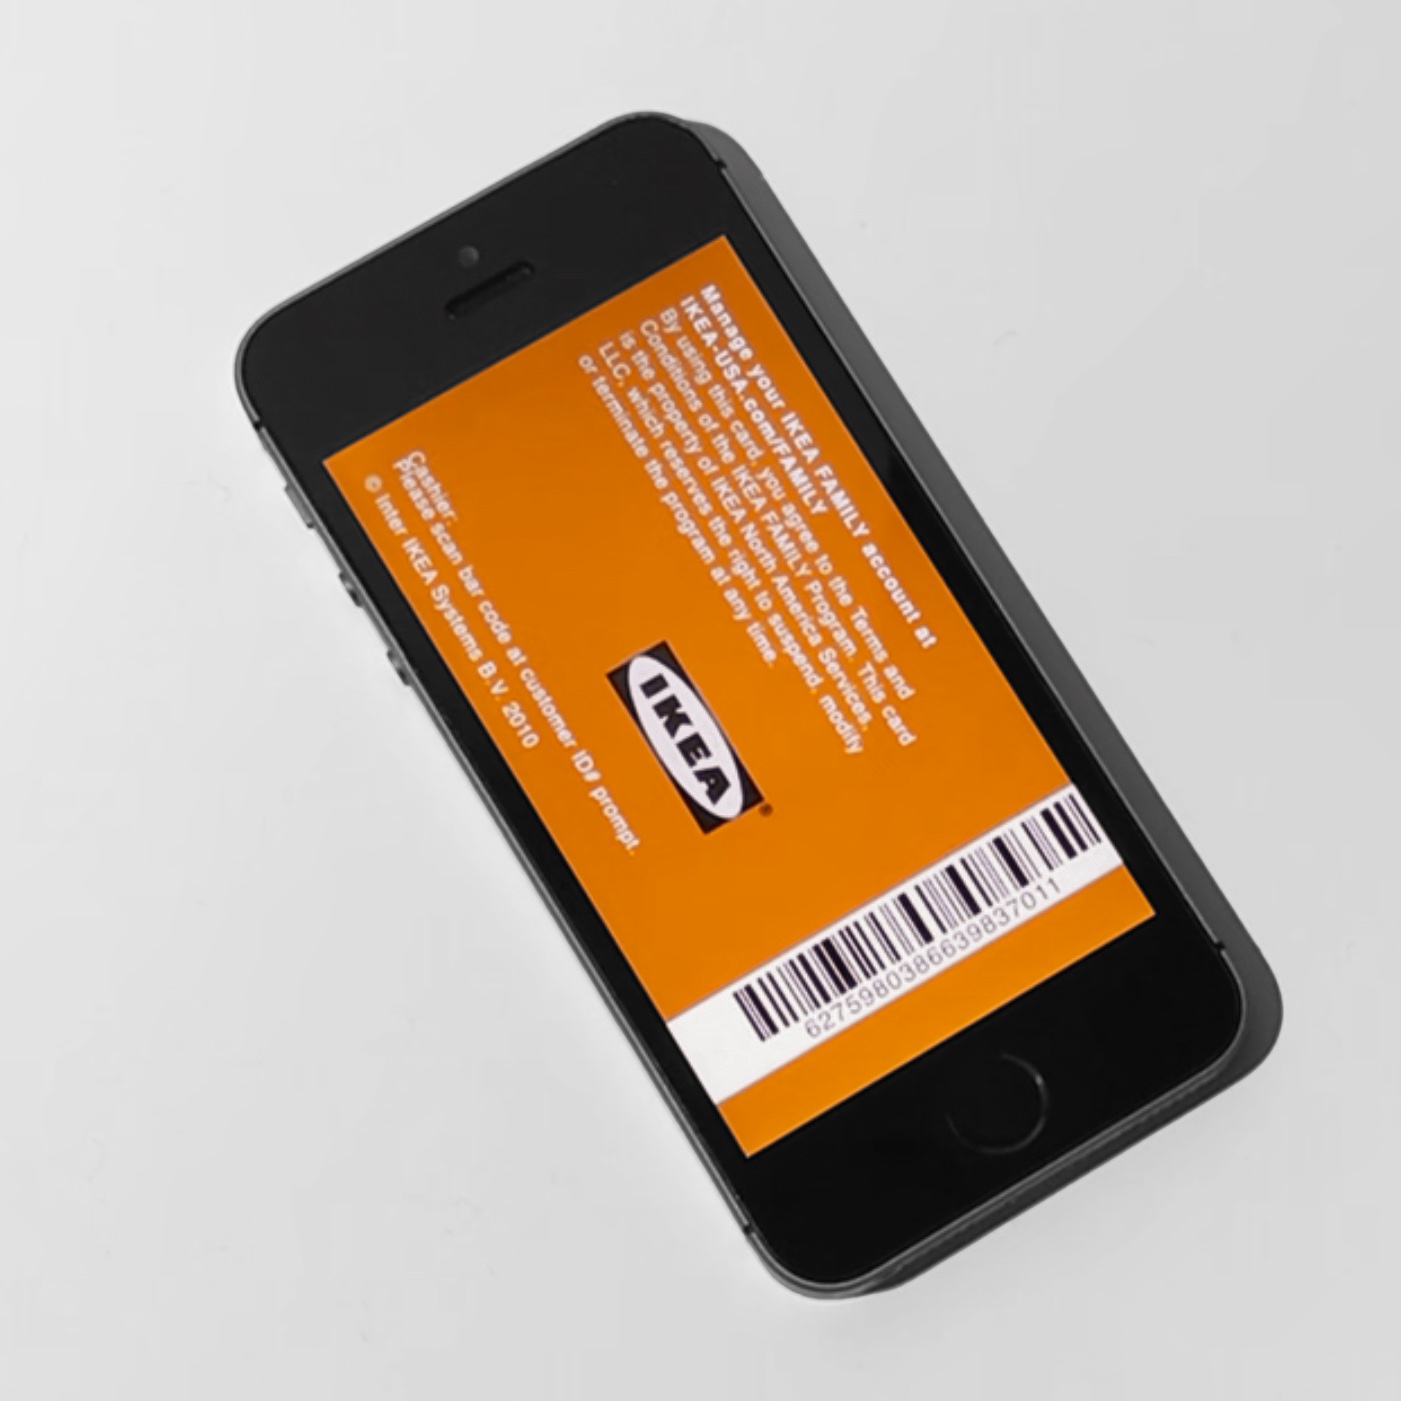 Manage your IKEA FAMILY account at
IKEA-USA.com/FAMILY
By using this card, you agree to the Terms and
Conditions of the IKEA FAMILY Program. This card
is the property of IKEA North America Services,
LLC, which reserves the right to suspend, modify
or terminate the program at any time.
IKEA®
Cashier:
Please scan bar code at customer ID# prompt.
© Inter IKEA Systems B.V. 2010
6275980386639837011